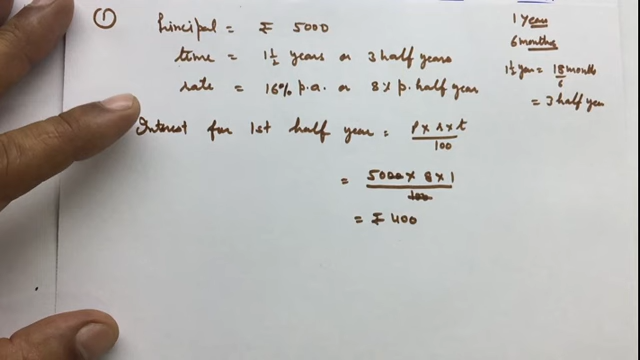 ① Principal = ₹ 5000
time = 1½ years or 3 half years
rate = 16% p.a. or 8% p. half year
1 year
6 months
1½ year = 18 months / 6
= 3 half year
Interest for 1st half year = P x r x t / 100
= 5000 x 8 x 1 / 100
= ₹ 400